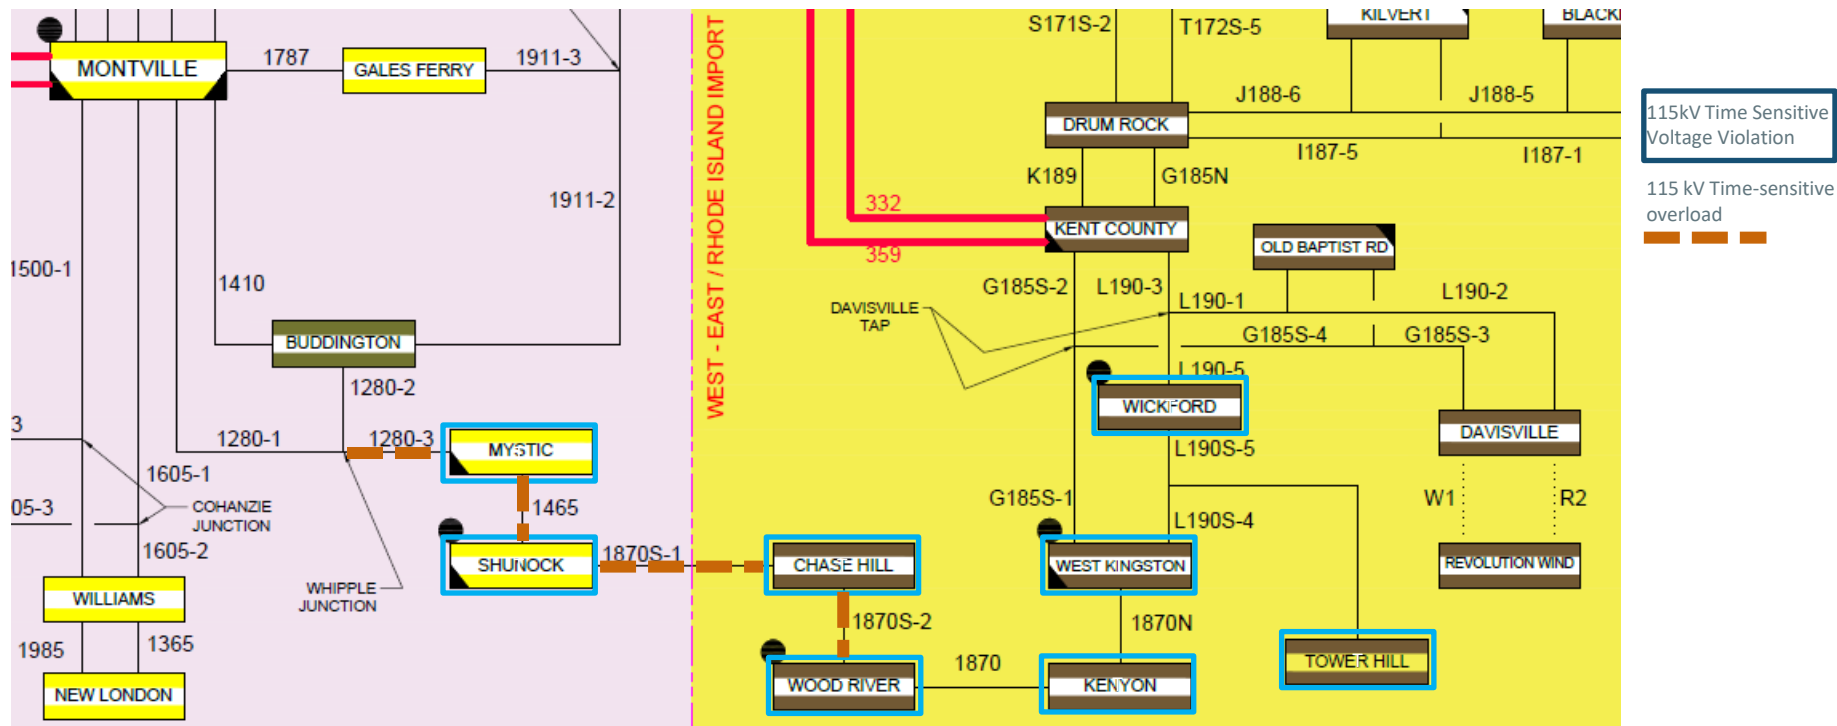 S171S-2
T172S-5
KILVERT
MONTVILLE
1787
GALES FERRY
1911-3
WEST - EAST / RHODE ISLAND IMPORT
J188-6
J188-5
DRUM ROCK
I187-5
I187-1
115kV Time Sensitive
Voltage Violation
115 kV Time-sensitive
overload
K189
G185N
1911-2
332
KENT COUNTY
359
OLD BAPTIST RD
1500-1
1410
G185S-2
L190-3
L190-1
L190-2
DAVISVILLE
TAP
G185S-4
G185S-3
BUDDINGTON
1280-2
L190-5
WICKFORD
3
1280-1
1280-3
MYSTIC
DAVISVILLE
L190S-5
1605-1
COHANZIE
JUNCTION
05-3
1465
G185S-1
L190S-4
W1
R2
1605-2
SHUNOCK
1870S-1
CHASE HILL
WEST KINGSTON
REVOLUTION WIND
WHIPPLE
JUNCTION
WILLIAMS
1870S-2
1870N
1985
1365
1870
TOWER HILL
NEW LONDON
WOOD RIVER
KENYON